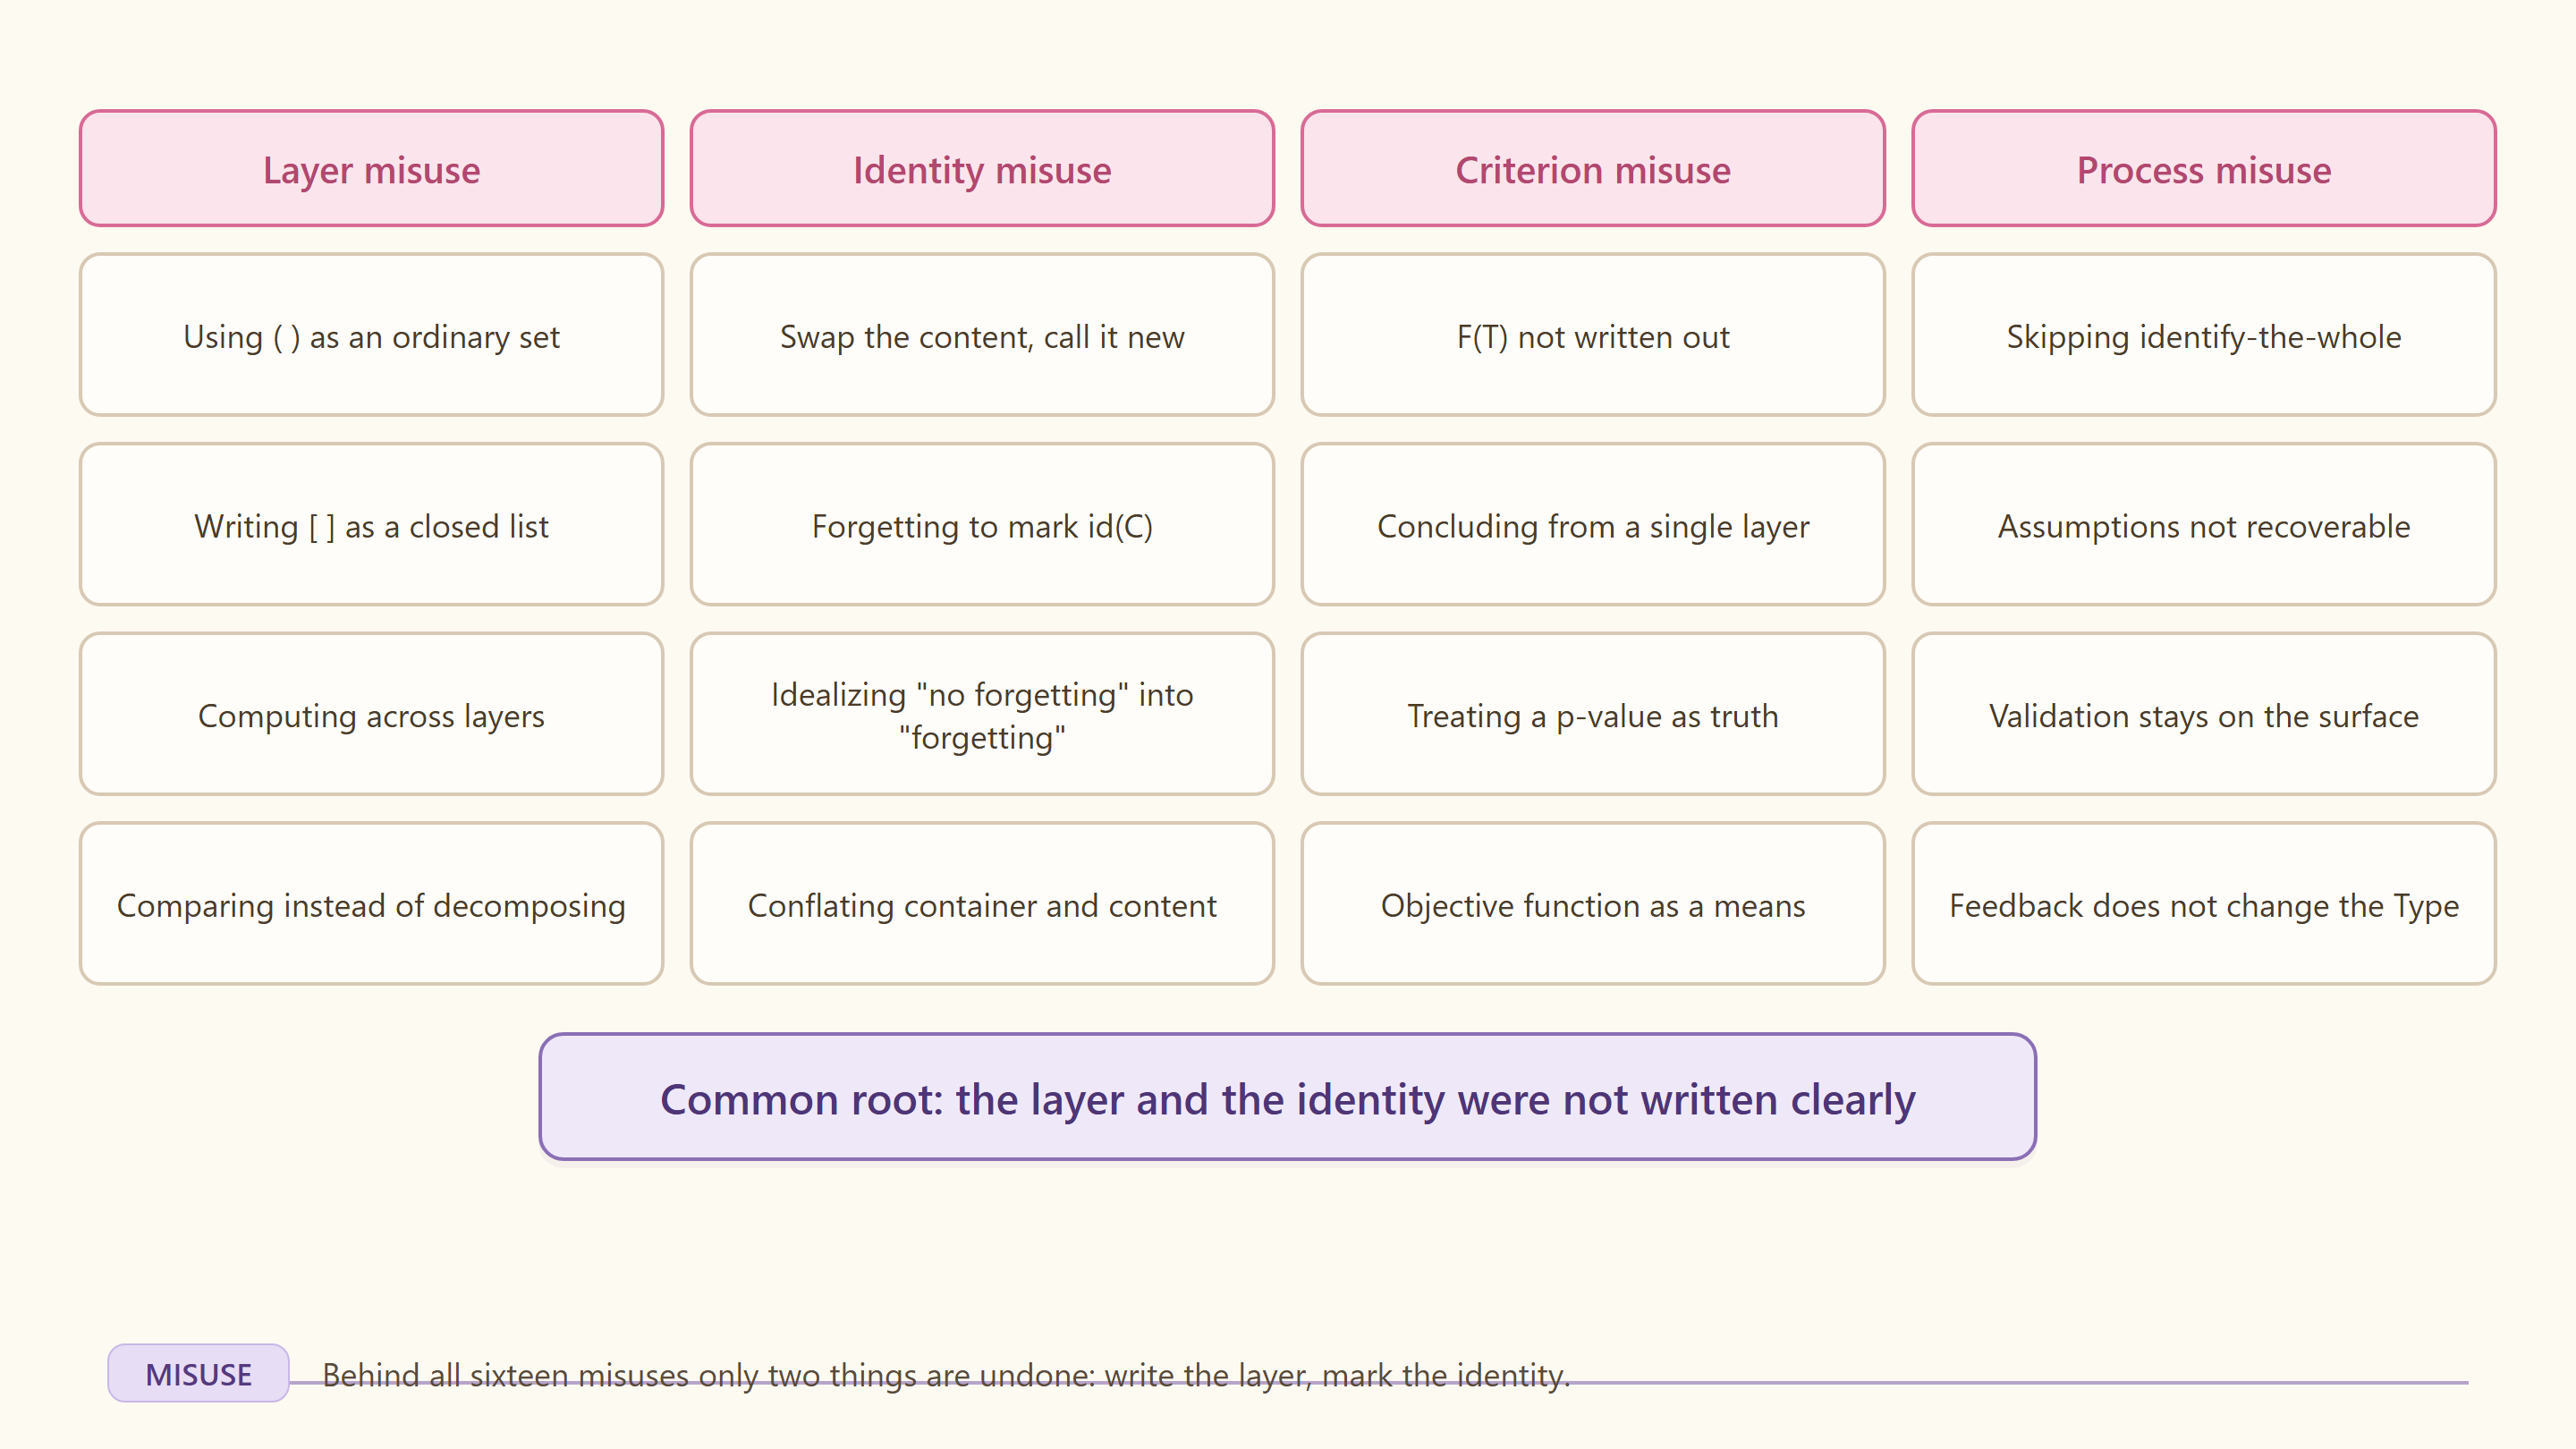 Layer misuse
Identity misuse
Criterion misuse
Process misuse
Using ( ) as an ordinary set
Swap the content, call it new
F(T) not written out
Skipping identify-the-whole
Writing [ ] as a closed list
Forgetting to mark id(C)
Concluding from a single layer
Assumptions not recoverable
Computing across layers
Idealizing "no forgetting" into
"forgetting"
Treating a p-value as truth
Validation stays on the surface
Comparing instead of decomposing
Conflating container and content
Objective function as a means
Feedback does not change the Type
Common root: the layer and the identity were not written clearly
MISUSE
Behind all sixteen misuses only two things are undone: write the layer, mark the identity.